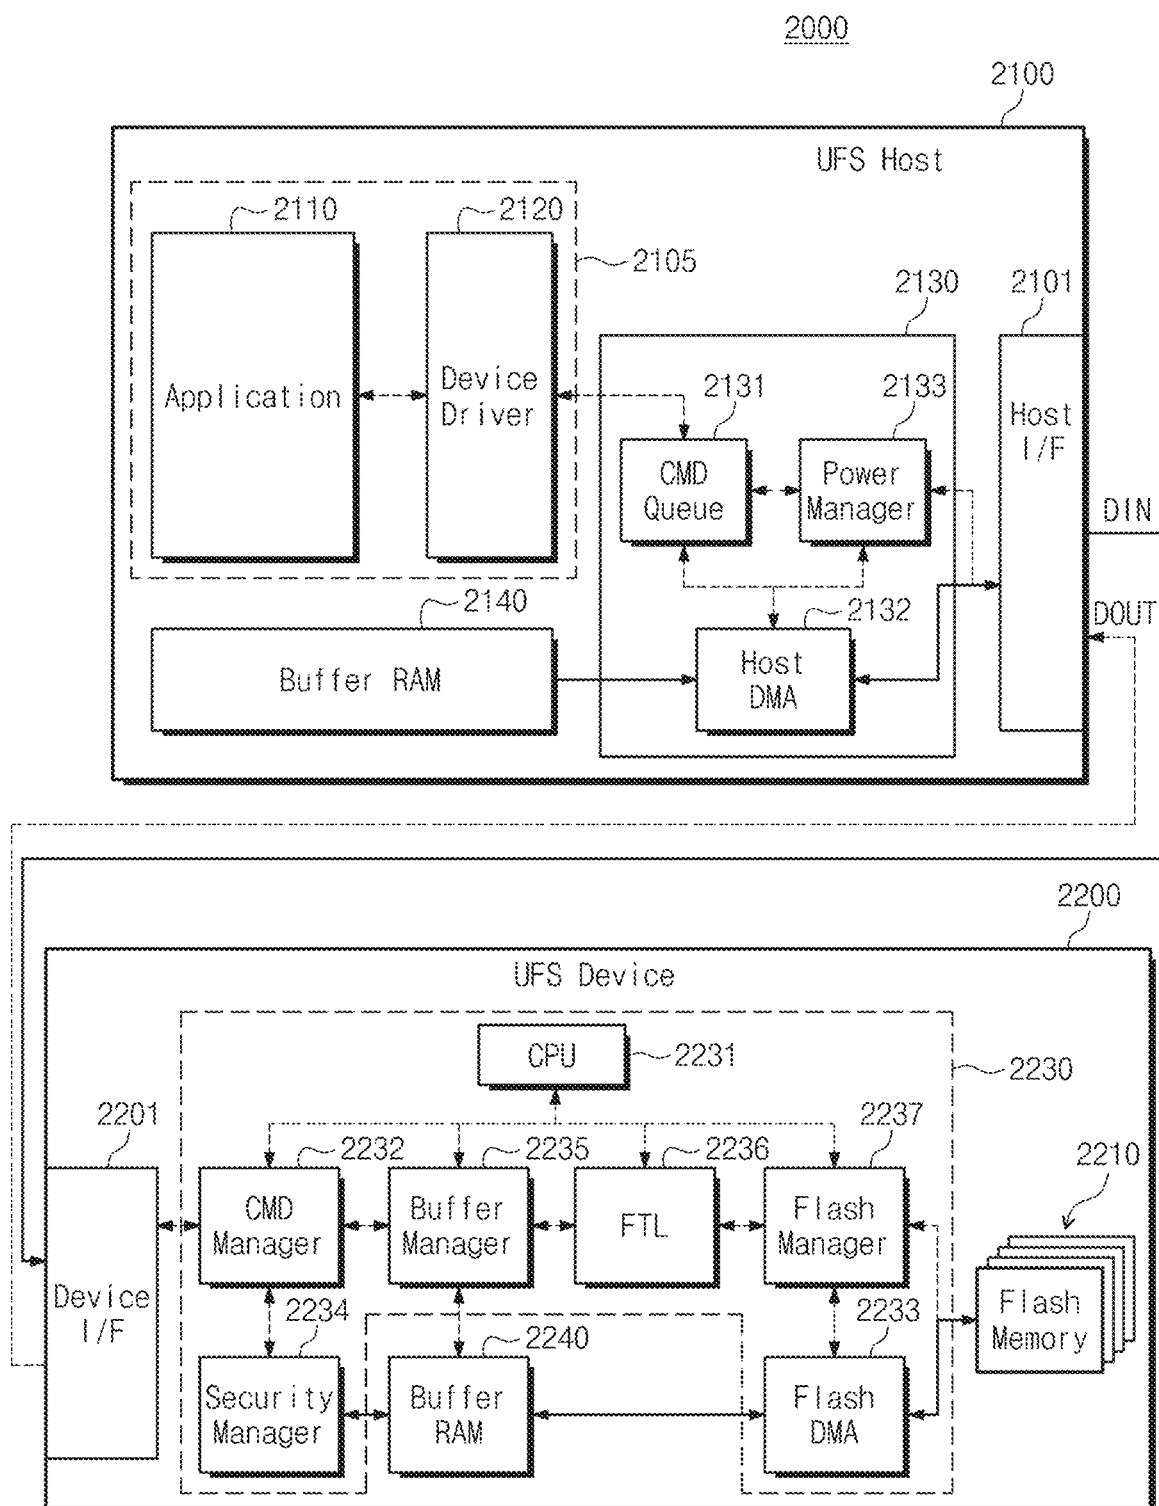 2000
2100
UFS Host
2110
2120
2105
2130
2101
Application
Device
Driver
2131
2133
Host
I/F
CMD
Queue
Power
Manager
DIN
2140
2132
DOUT
Buffer RAM
Host
DMA
2200
UFS Device
CPU
2231
2230
2201
2232
2235
2236
2237
2210
CMD
Manager
Buffer
Manager
FTL
Flash
Manager
Device
I/F
Flash
Memory
2234
2240
2233
Security
Manager
Buffer
RAM
Flash
DMA